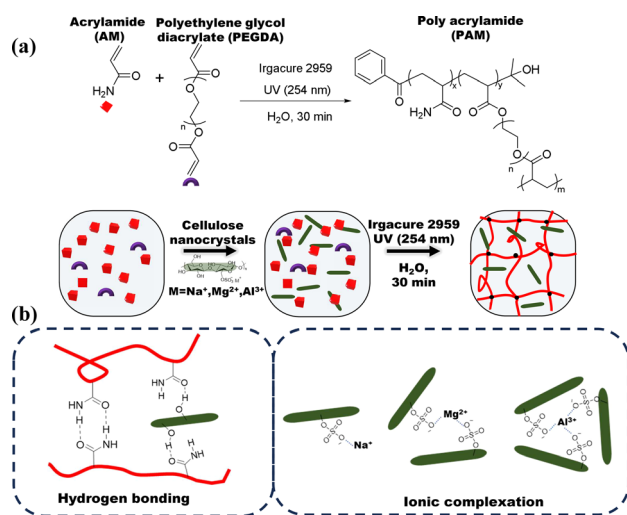 (a)
Acrylamide
(AM)
Polyethylene glycol
diacrylate (PEGDA)
Poly acrylamide
(PAM)
O
H₂N
+
O
O
n
O
O
Irgacure 2959
UV (254 nm)
H₂O, 30 min
O
x
y
OH
H₂N
O
O
O
n
O
O
m
Cellulose
nanocrystals
M=Na⁺,Mg²⁺,Al³⁺
Irgacure 2959
UV (254 nm)
H₂O,
30 min
(b)
H
N
O
H
H
N
O
H
H
N
O
H
O
O
H
O
H
N
H
Hydrogen bonding
O
O
S
O
O
Na⁺
O
O
S
O
O
Mg²⁺
O
O
S
O
O
O
O
S
O
O
Al³⁺
O
O
S
O
O
O
O
S
O
O
Ionic complexation